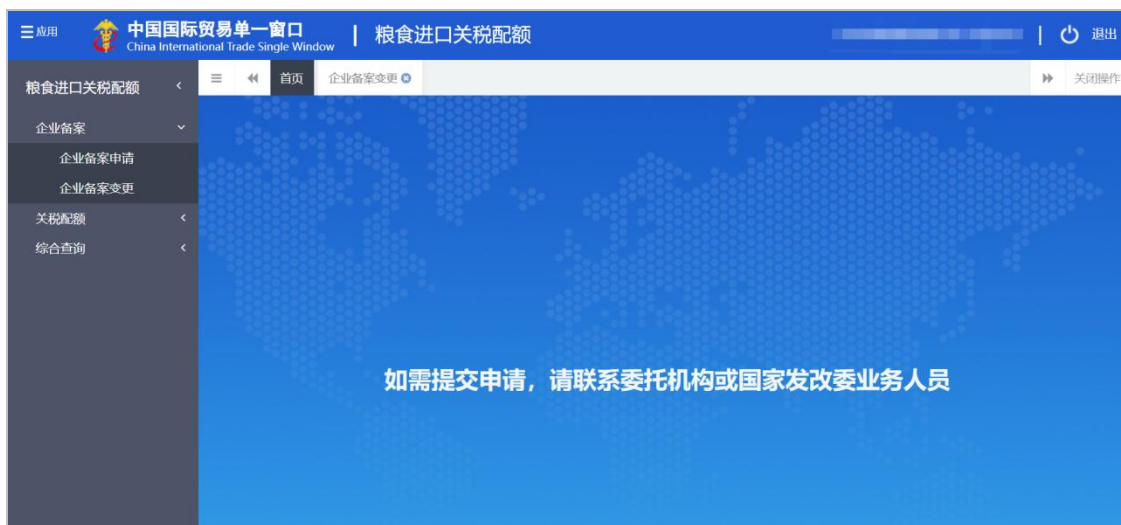 应用
中国国际贸易单一窗口
China International Trade Single Window
粮食进口关税配额
退出
粮食进口关税配额
首页
企业备案变更
关闭操作
企业备案
企业备案申请
企业备案变更
关税配额
综合查询
如需提交申请，请联系委托机构或国家发改委业务人员